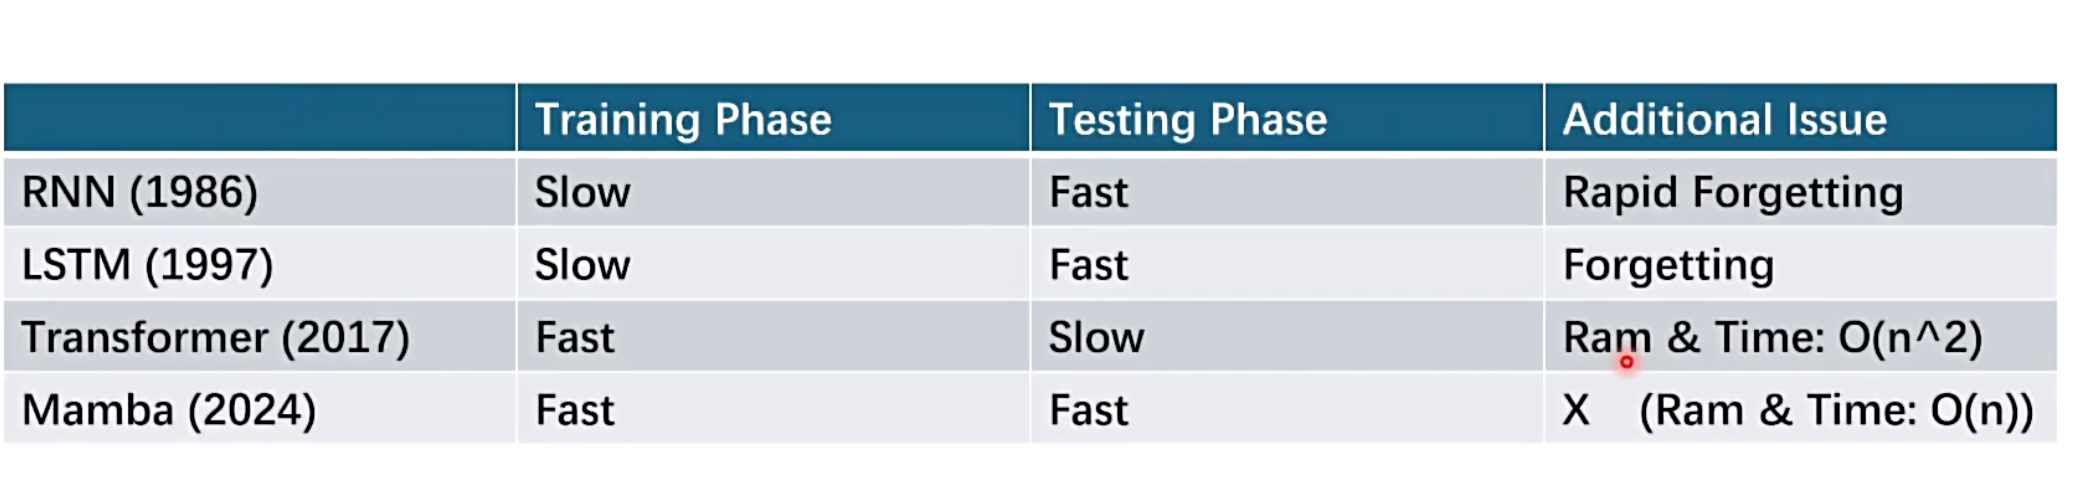 Training Phase Testing Phase Additional Issue
RNN (1986) Slow Fast Rapid Forgetting
LSTM (1997) Slow Fast Forgetting
Transformer (2017) Fast Slow Ram & Time: O(n^2)
Mamba (2024) Fast Fast X (Ram & Time: O(n))